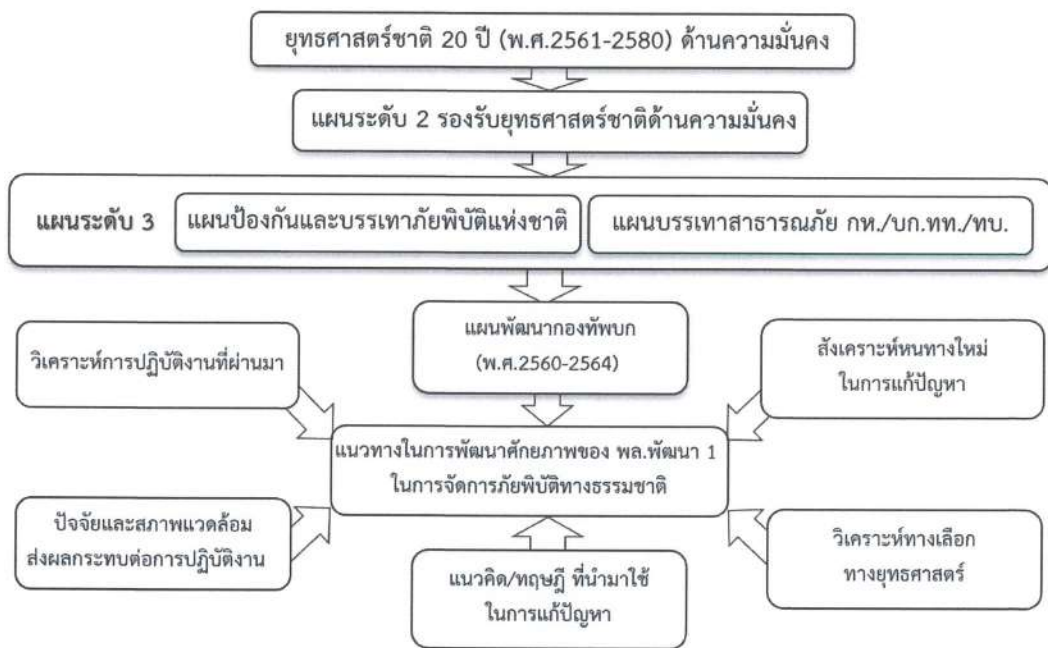 ยุทธศาสตร์ชาติ 20 ปี (พ.ศ.2561-2580) ด้านความมั่นคง
แผนระดับ 2 รองรับยุทธศาสตร์ชาติด้านความมั่นคง
แผนระดับ 3
แผนป้องกันและบรรเทาภัยพิบัติแห่งชาติ
แผนบรรเทาสาธารณภัย กห./บก.ทท./ทบ.
แผนพัฒนากองทัพบก
(พ.ศ.2560-2564)
วิเคราะห์การปฏิบัติงานที่ผ่านมา
สังเคราะห์หนทางใหม่
ในการแก้ปัญหา
แนวทางในการพัฒนาศักยภาพของ พล.พัฒนา 1
ในการจัดการภัยพิบัติทางธรรมชาติ
ปัจจัยและสภาพแวดล้อม
ส่งผลกระทบต่อการปฏิบัติงาน
แนวคิด/ทฤษฎี ที่นำมาใช้
ในการแก้ปัญหา
วิเคราะห์ทางเลือก
ทางยุทธศาสตร์